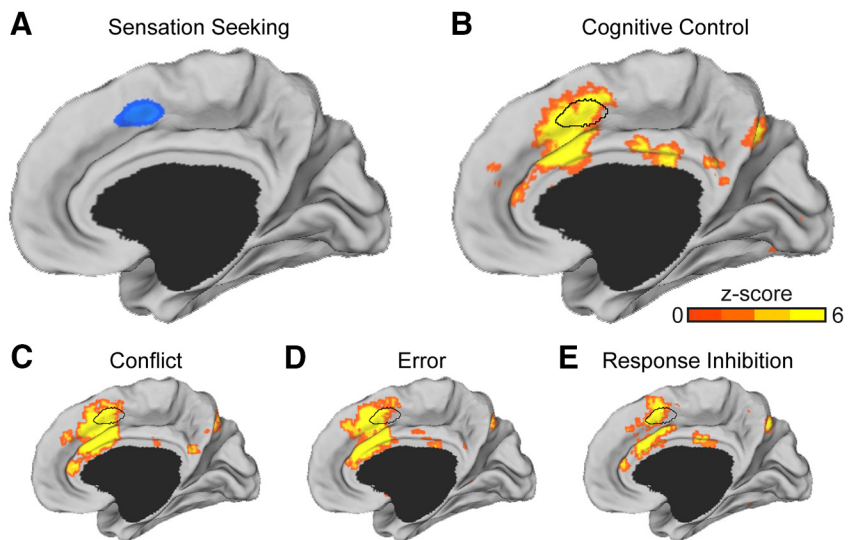 A Sensation Seeking
B Cognitive Control
z-score
0 6
C Conflict
D Error
E Response Inhibition